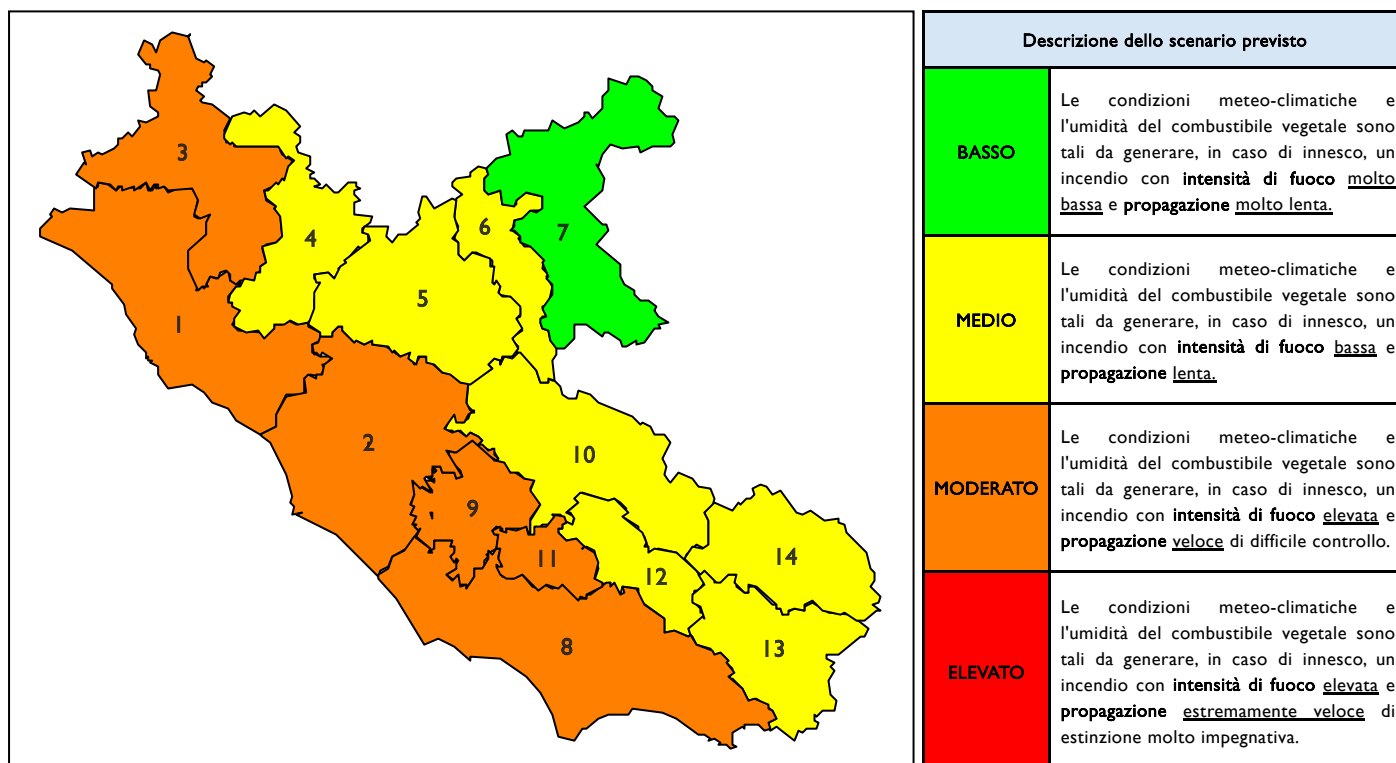 3
4
6
7
5
1
2
10
9
11
12
14
8
13
Descrizione dello scenario previsto
BASSO
Le condizioni meteo-climatiche e
l'umidità del combustibile vegetale sono
tali da generare, in caso di innesco, un
incendio con intensità di fuoco molto
bassa e propagazione molto lenta.
MEDIO
Le condizioni meteo-climatiche e
l'umidità del combustibile vegetale sono
tali da generare, in caso di innesco, un
incendio con intensità di fuoco bassa e
propagazione lenta.
MODERATO
Le condizioni meteo-climatiche e
l'umidità del combustibile vegetale sono
tali da generare, in caso di innesco, un
incendio con intensità di fuoco elevata e
propagazione veloce di difficile controllo.
ELEVATO
Le condizioni meteo-climatiche e
l'umidità del combustibile vegetale sono
tali da generare, in caso di innesco, un
incendio con intensità di fuoco elevata e
propagazione estremamente veloce di
estinzione molto impegnativa.